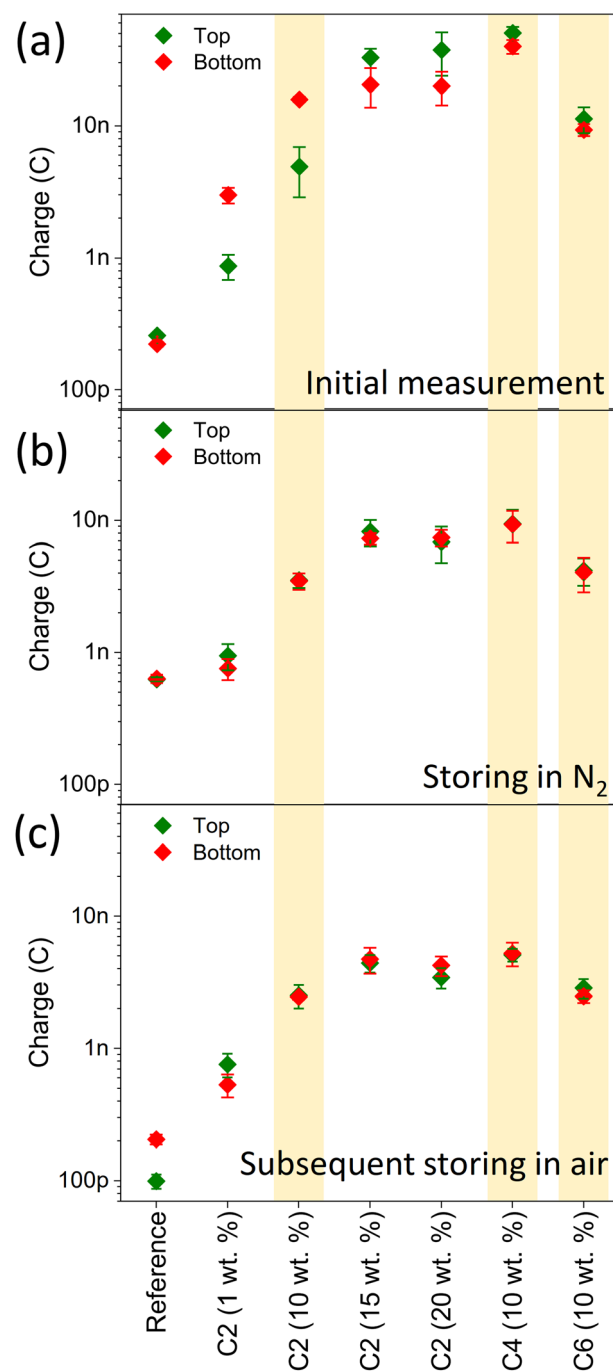 (a)
Top
Bottom
10n
1n
100p
Charge (C)
Initial measurement
(b)
Top
Bottom
10n
1n
100p
Charge (C)
Storing in N₂
(c)
Top
Bottom
10n
1n
100p
Charge (C)
Subsequent storing in air
Reference
C2 (1 wt. %)
C2 (10 wt. %)
C2 (15 wt. %)
C2 (20 wt. %)
C4 (10 wt. %)
C6 (10 wt. %)